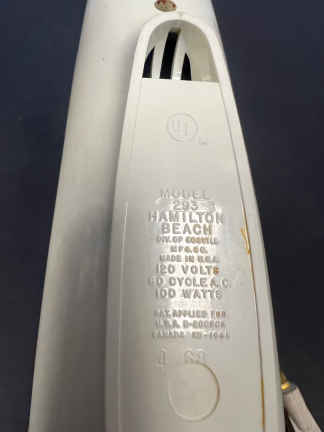 UL
MODEL
293
HAMILTON
BEACH
DIV. OF SCOVILL
MFG. CO.
MADE IN U.S.A.
120 VOLTS
60 CYCLE A.C.
100 WATTS
PAT. APPLIED FOR
U.S.A.
CANADA